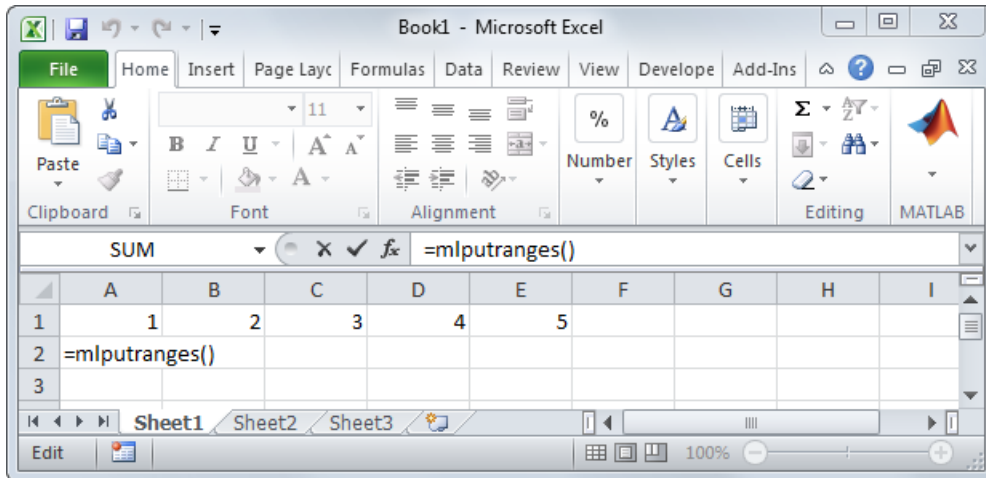 Book1 - Microsoft Excel
File Home Insert Page Layc Formulas Data Review View Develope Add-Ins
11
B I U A A
% A Σ A Z
Paste Number Styles Cells
Clipboard Font Alignment Editing MATLAB
SUM fx =mlputranges()
A B C D E F G H I
1 1 2 3 4 5
2 =mlputranges()
3
Sheet1 Sheet2 Sheet3
Edit 100%